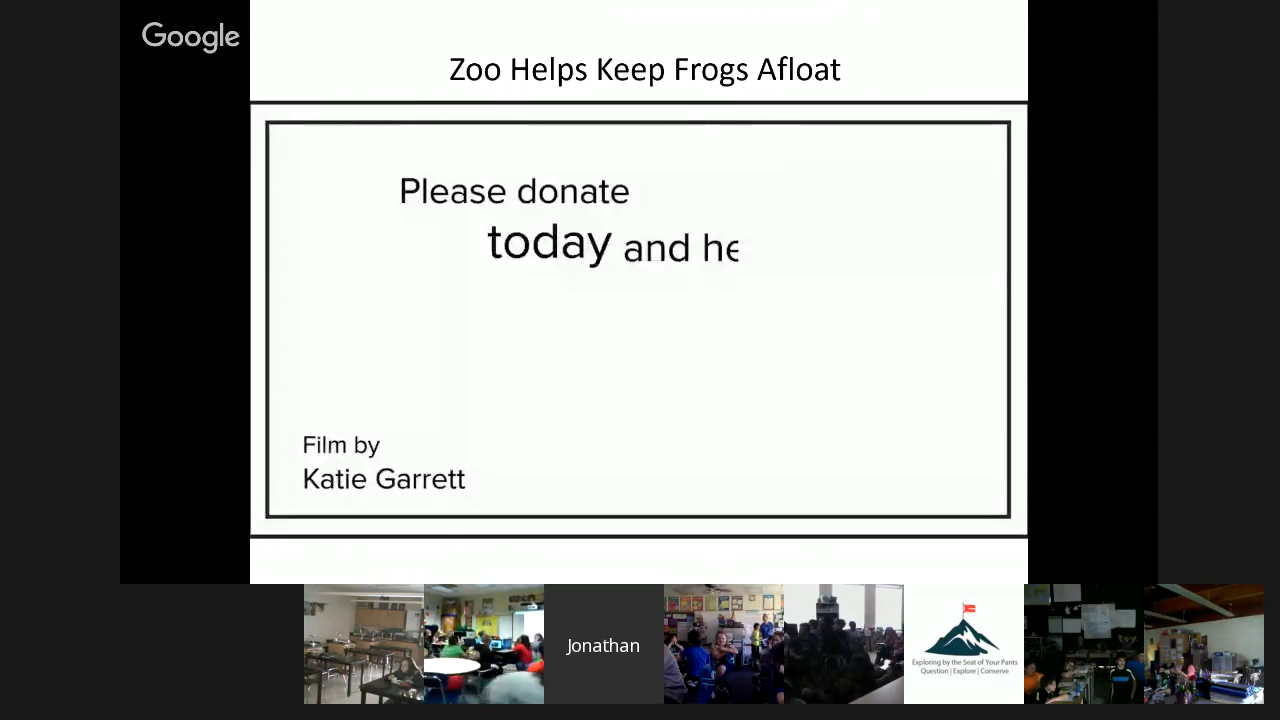 Google
Zoo Helps Keep Frogs Afloat
Please donate
today and he
Film by
Katie Garrett
Jonathan
Exploring by the Seat of Your Pants
Question | Explore | Conserve